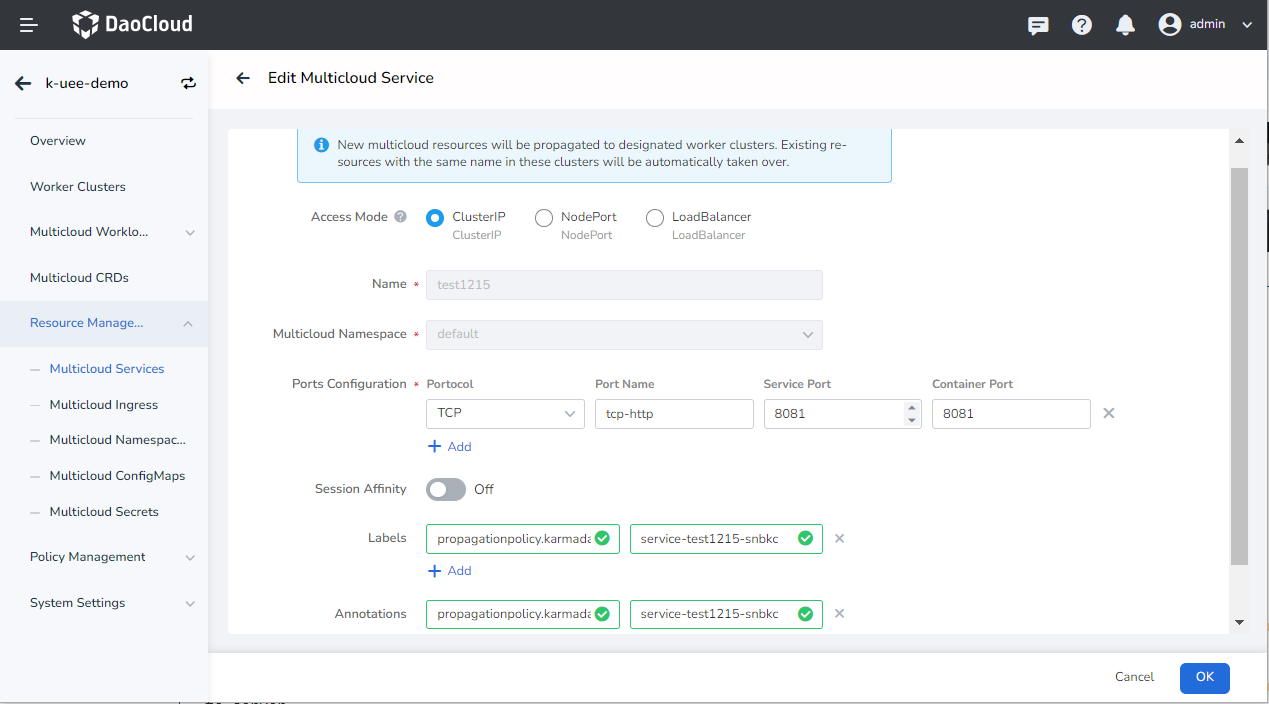 DaoCloud
admin
k-uee-demo
Overview
Worker Clusters
Multicloud Worklo...
Multicloud CRDs
Resource Manage...
Multicloud Services
Multicloud Ingress
Multicloud Namespac...
Multicloud ConfigMaps
Multicloud Secrets
Policy Management
System Settings
Edit Multicloud Service
New multicloud resources will be propagated to designated worker clusters. Existing re-
sources with the same name in these clusters will be automatically taken over.
Access Mode ?
ClusterIP
ClusterIP
NodePort
NodePort
LoadBalancer
LoadBalancer
Name *
test1215
Multicloud Namespace *
default
Ports Configuration *
Portocol
Port Name
Service Port
Container Port
TCP
tcp-http
8081
8081
+ Add
Session Affinity
Off
Labels
propagationpolicy.karmada
service-test1215-snbkc
+ Add
Annotations
propagationpolicy.karmada
service-test1215-snbkc
Cancel
OK